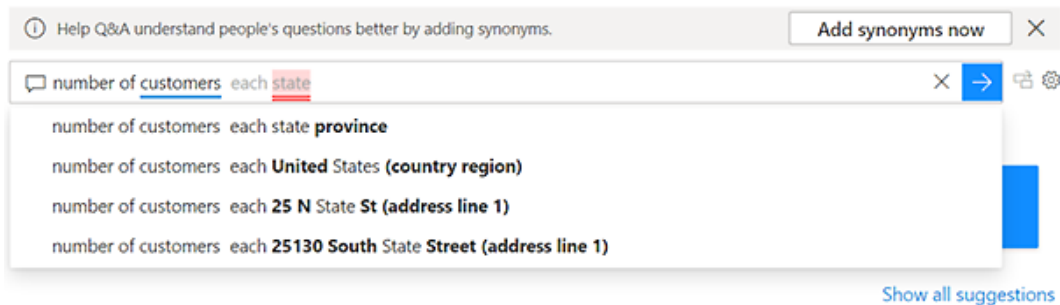 Help Q&A understand people's questions better by adding synonyms.
Add synonyms now
number of customers each state
number of customers each state province
number of customers each United States (country region)
number of customers each 25 N State St (address line 1)
number of customers each 25130 South State Street (address line 1)
Show all suggestions